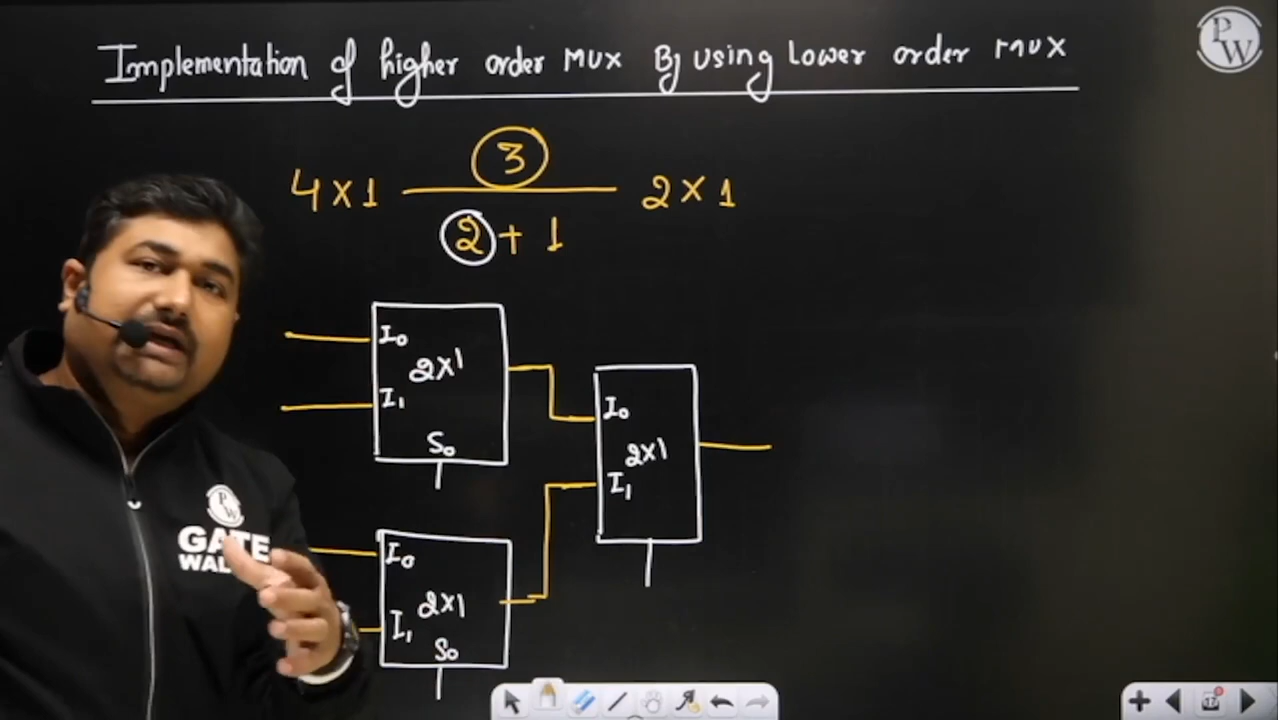 Implementation of higher order MUX By using Lower order MUX
PW
3
4 X 1 2 X 1
2 + 1
I0
2X1
I1
S0
I0
2X1
I1
I0
2X1
I1
S0
PW
GATE
WAL
17